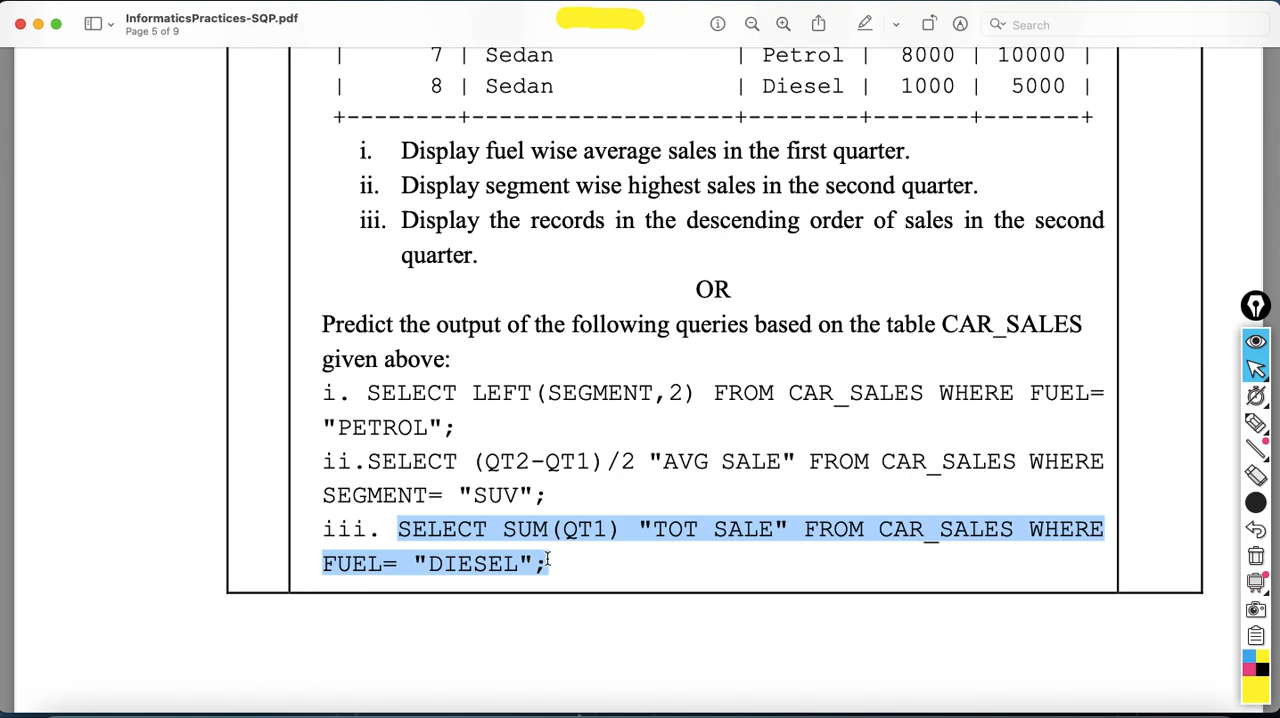 InformaticsPractices-SQP.pdf
Page 5 of 9
Search
| 7 | Sedan | Petrol | 8000 | 10000 |
| 8 | Sedan | Diesel | 1000 | 5000 |
+--------+-------------------+--------+-------+-------+
i. Display fuel wise average sales in the first quarter.
ii. Display segment wise highest sales in the second quarter.
iii. Display the records in the descending order of sales in the second
quarter.
OR
Predict the output of the following queries based on the table CAR_SALES
given above:
i. SELECT LEFT(SEGMENT,2) FROM CAR_SALES WHERE FUEL=
"PETROL";
ii.SELECT (QT2-QT1)/2 "AVG SALE" FROM CAR_SALES WHERE
SEGMENT= "SUV";
iii. SELECT SUM(QT1) "TOT SALE" FROM CAR_SALES WHERE
FUEL= "DIESEL";